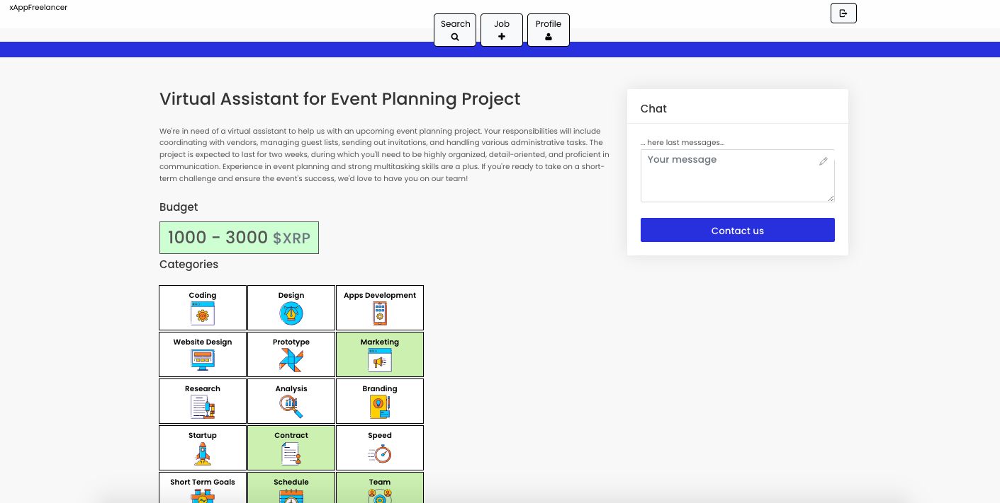 xAppFreelancer
Search
Job
Profile
Virtual Assistant for Event Planning Project
We're in need of a virtual assistant to help us with an upcoming event planning project. Your responsibilities will include
coordinating with vendors, managing guest lists, sending out invitations, and handling various administrative tasks. The
project is expected to last for two weeks, during which you'll need to be highly organized, detail-oriented, and proficient in
communication. Experience in event planning and strong multitasking skills are a plus. If you're ready to take on a short-
term challenge and ensure the event's success, we'd love to have you on our team!
Budget
1000 - 3000 $XRP
Categories
Coding
Design
Apps Development
Website Design
Prototype
Marketing
Research
Analysis
Branding
Startup
Contract
Speed
Short Term Goals
Schedule
Team
Chat
... here last messages...
Your message
Contact us